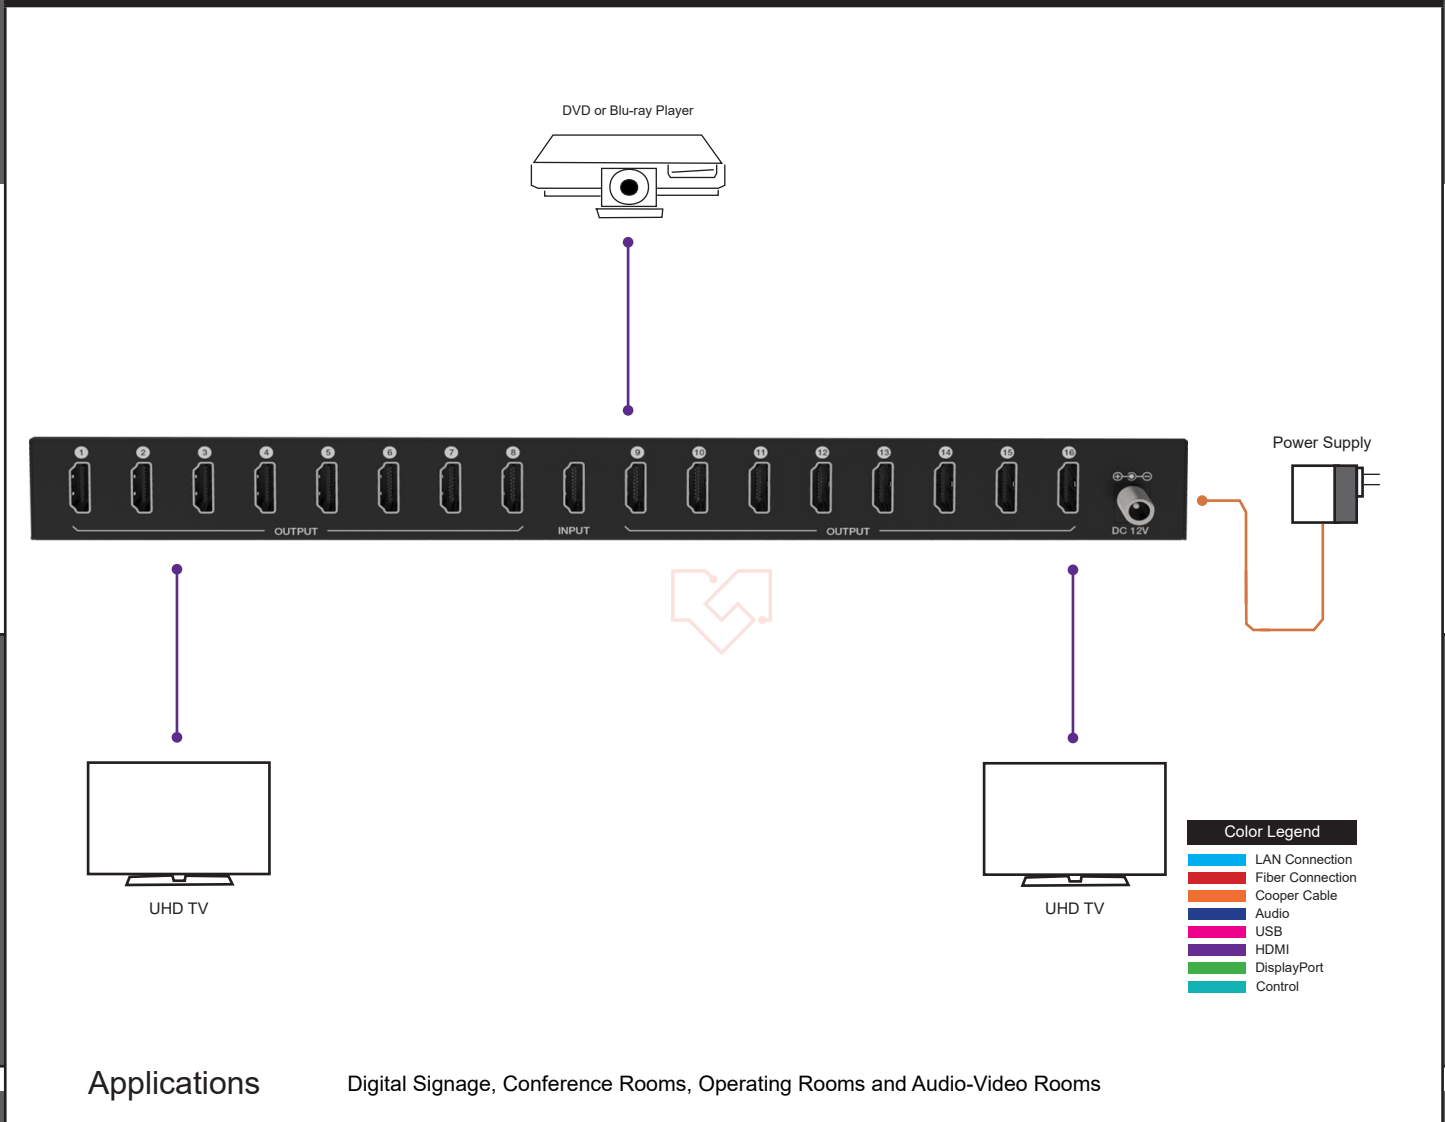 DVD or Blu-ray Player
Power Supply
1 2 3 4 5 6 7 8 9 10 11 12 13 14 15 16
OUTPUT INPUT OUTPUT DC 12V
UHD TV
UHD TV
Color Legend
LAN Connection
Fiber Connection
Cooper Cable
Audio
USB
HDMI
DisplayPort
Control
Applications
Digital Signage, Conference Rooms, Operating Rooms and Audio-Video Rooms